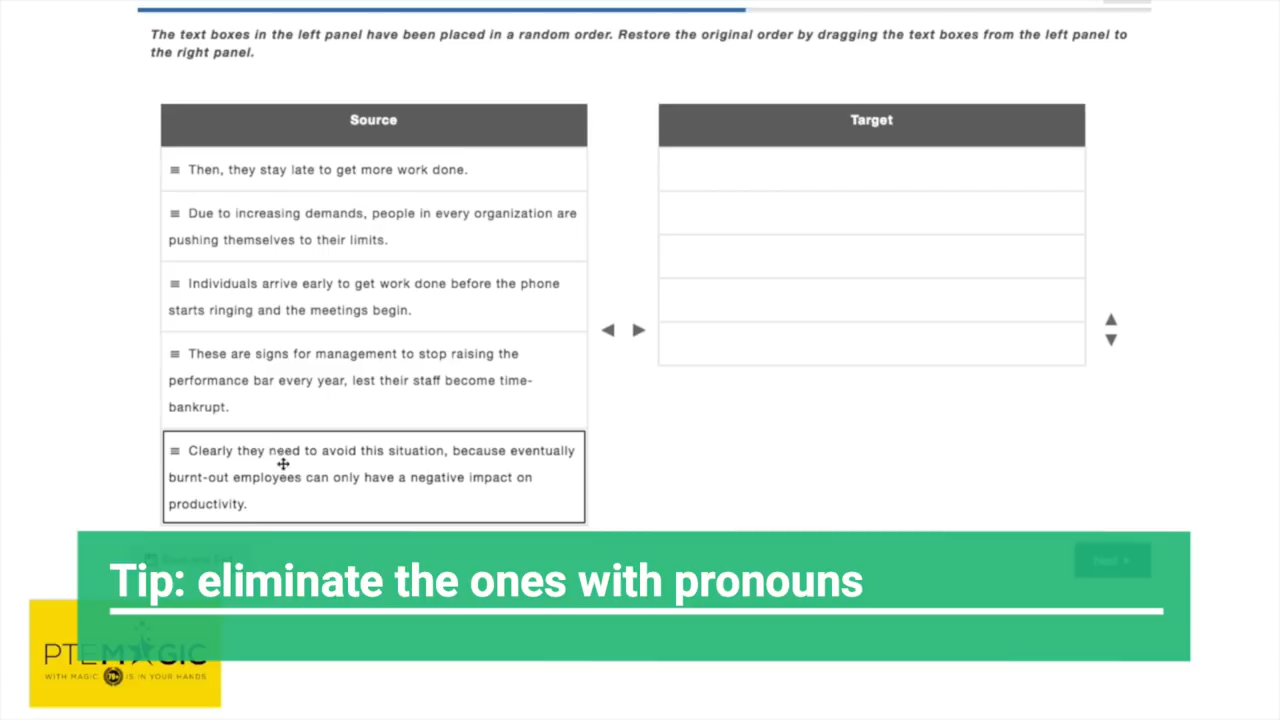 The text boxes in the left panel have been placed in a random order. Restore the original order by dragging the text boxes from the left panel to
the right panel.
Source
Target
Then, they stay late to get more work done.
Due to increasing demands, people in every organization are
pushing themselves to their limits.
Individuals arrive early to get work done before the phone
starts ringing and the meetings begin.
These are signs for management to stop raising the
performance bar every year, lest their staff become time-
bankrupt.
Clearly they need to avoid this situation, because eventually
burnt-out employees can only have a negative impact on
productivity.
Next
Tip: eliminate the ones with pronouns
PTEMAGIC
WITH MAGIC 79+ IS IN YOUR HANDS